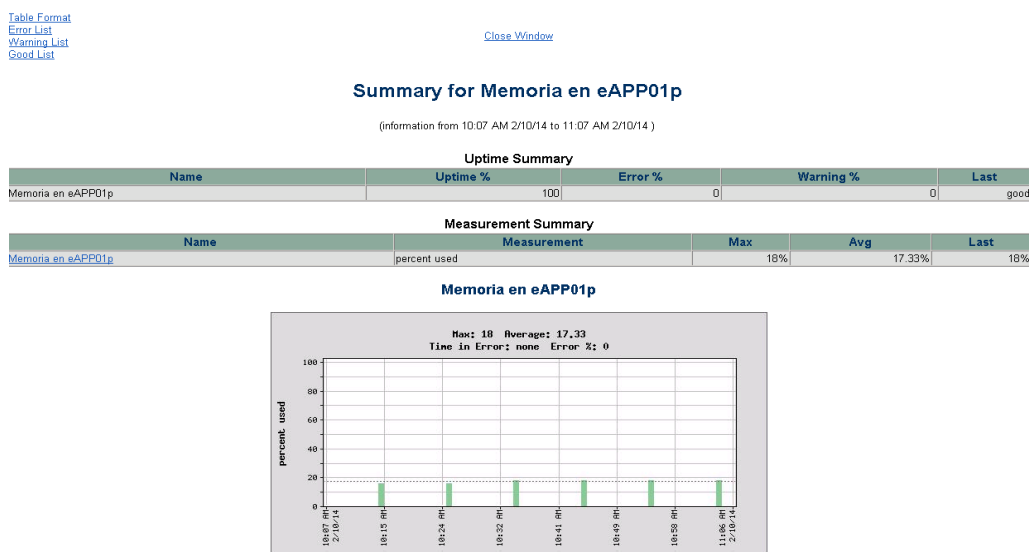 Table Format
Error List
Warning List
Good List
Close Window
Summary for Memoria en eAPP01p
(information from 10:07 AM 2/10/14 to 11:07 AM 2/10/14 )
Uptime Summary
Name Uptime % Error % Warning % Last
Memoria en eAPP01p 100 0 0 good
Measurement Summary
Name Measurement Max Avg Last
Memoria en eAPP01p percent used 18% 17.33% 18%
Memoria en eAPP01p
Max: 18 Average: 17.33
Time in Error: none Error %: 0
percent used
100
80
60
40
20
0
10:07 AM
2/10/14
10:15 AM
10:24 AM
10:32 AM
10:41 AM
10:49 AM
10:58 AM
11:06 AM
2/10/14